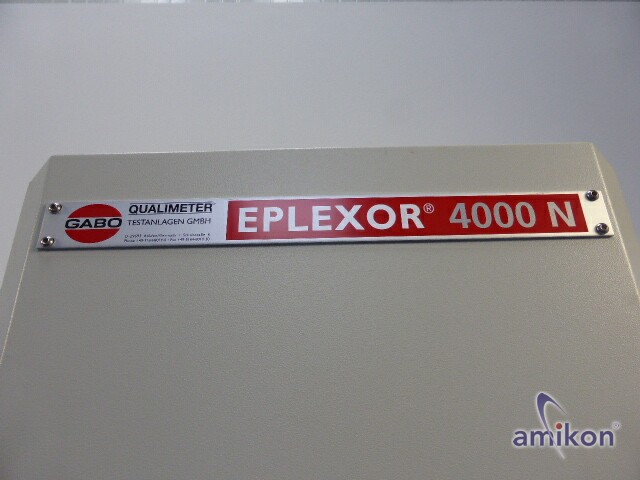 GABO
QUALIMETER
TESTANLAGEN GMBH
EPLEXOR® 4000 N
amikon®